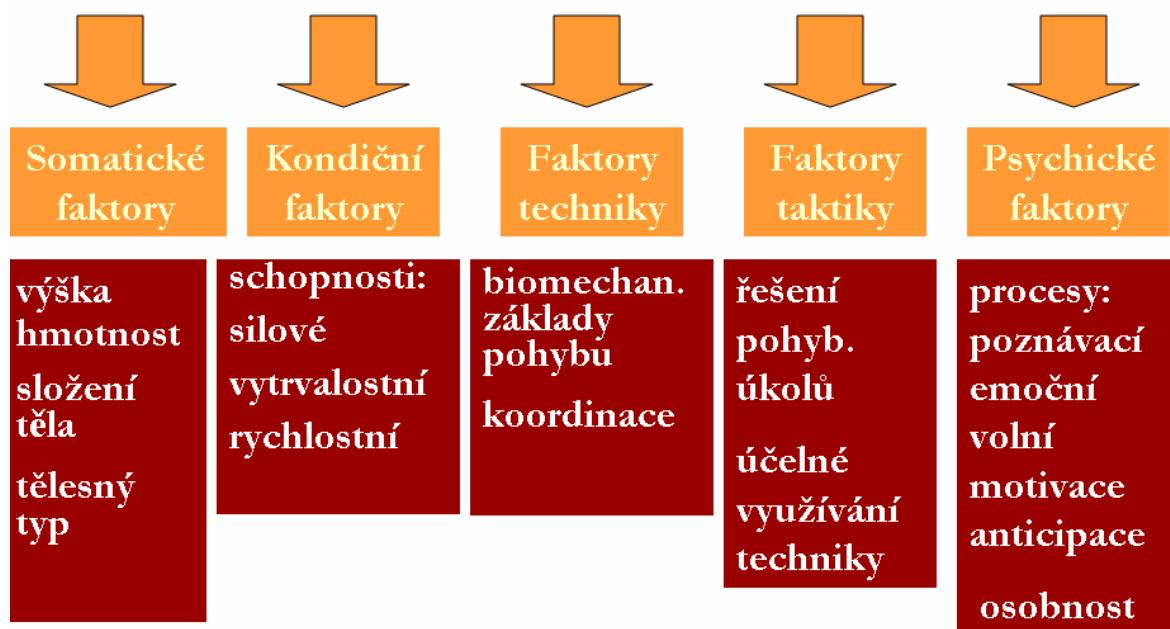 Somatické
faktory
Kondiční
faktory
Faktory
techniky
Faktory
taktiky
Psychické
faktory
výška
hmotnost
složení
těla
tělesný
typ
schopnosti:
silové
vytrvalostní
rychlostní
biomechan.
základy
pohybu
koordinace
řešení
pohyb.
úkolů
účelné
využívání
techniky
procesy:
poznávací
emoční
volní
motivace
anticipace
osobnost